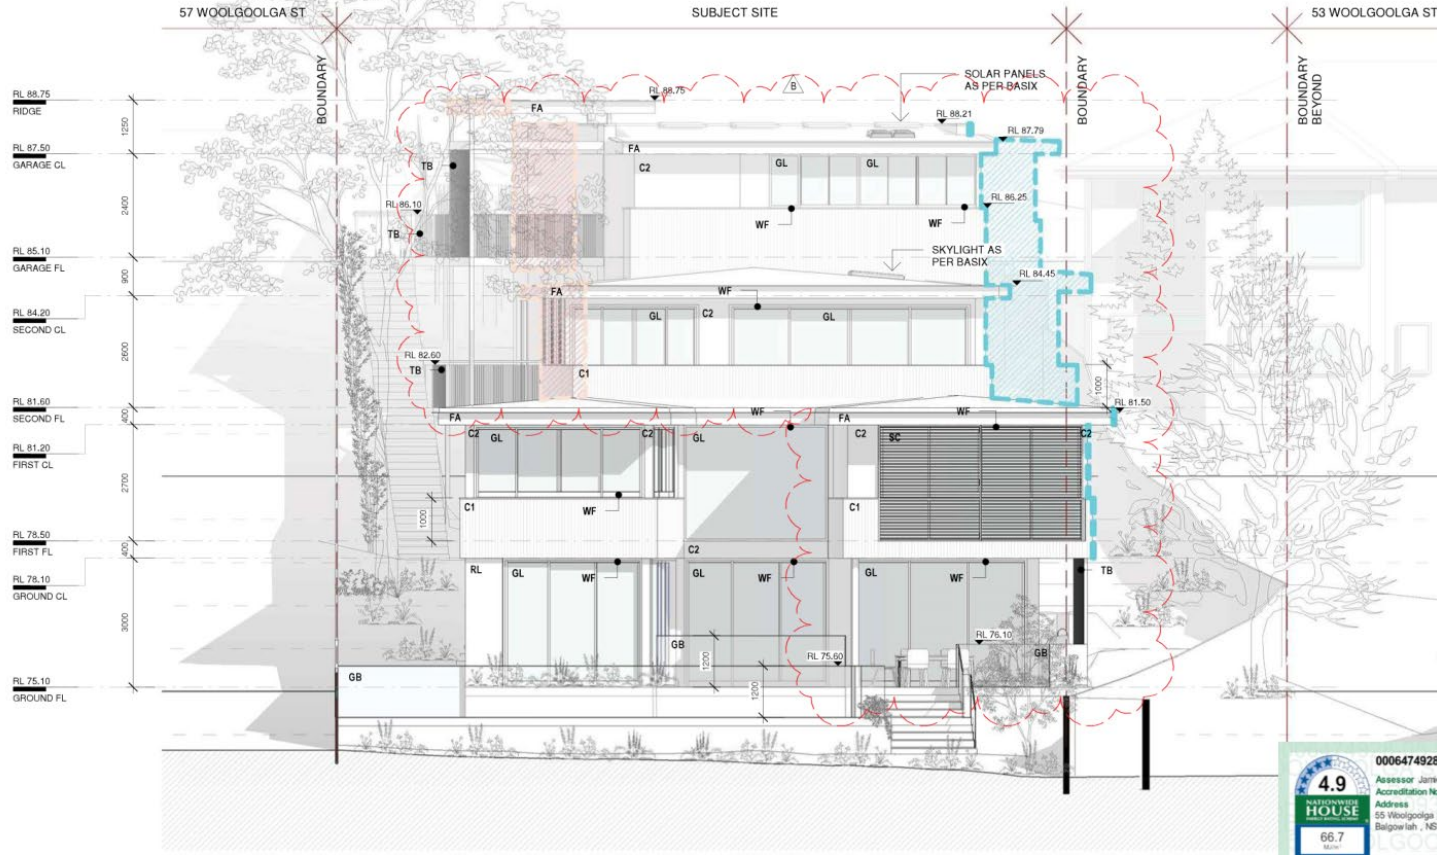 57 WOOLGOOLGA ST
SUBJECT SITE
53 WOOLGOOLGA ST
BOUNDARY
BOUNDARY
BOUNDARY
BEYOND
SOLAR PANELS
AS PER BASIX
B
RL 88.75
RL 88.75
RIDGE
FA
RL 88.21
RL 87.79
1250
RL 87.50
GARAGE CL
FA
TB
C2
GL
GL
2400
RL 86.10
RL 86.25
TB
WF
WF
SKYLIGHT AS
PER BASIX
RL 85.10
GARAGE FL
900
RL 84.45
FA
WF
RL 84.20
SECOND CL
GL
C2
GL
2600
RL 82.60
TB
C1
1000
RL 81.60
SECOND FL
RL 81.50
400
FA
WF
FA
WF
C2
GL
C2
GL
C2
SC
C2
RL 81.20
FIRST CL
2700
C1
WF
C1
1000
RL 78.50
FIRST FL
400
C2
RL
GL
WF
GL
WF
GL
WF
TB
RL 78.10
GROUND CL
3000
RL 76.10
GB
1200
RL 75.60
GB
GB
1200
RL 75.10
GROUND FL
4.9
NATIONWIDE
HOUSE
ENERGY RATING SCHEME
66.7
0006474928
Assessor Jamie
Accreditation No
Address
55 Woolgoolga
Balgowlah , NS